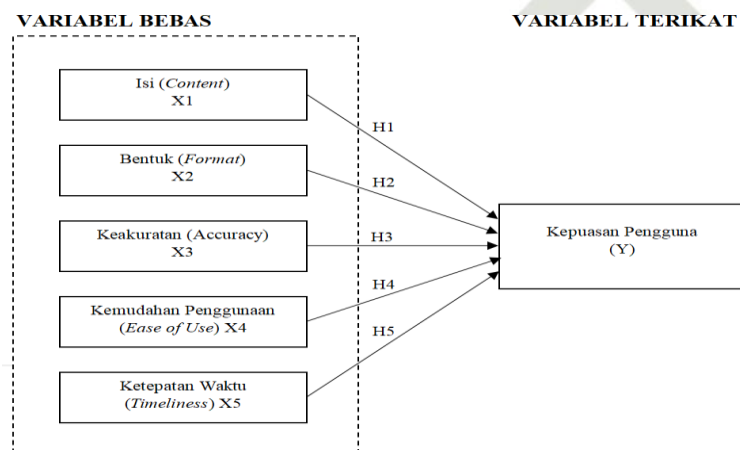 VARIABEL BEBAS
VARIABEL TERIKAT
Isi (Content)
X1
H1
Bentuk (Format)
X2
H2
Keakuratan (Accuracy)
X3
H3
Kepuasan Pengguna
(Y)
Kemudahan Penggunaan
(Ease of Use) X4
H4
Ketepatan Waktu
(Timeliness) X5
H5